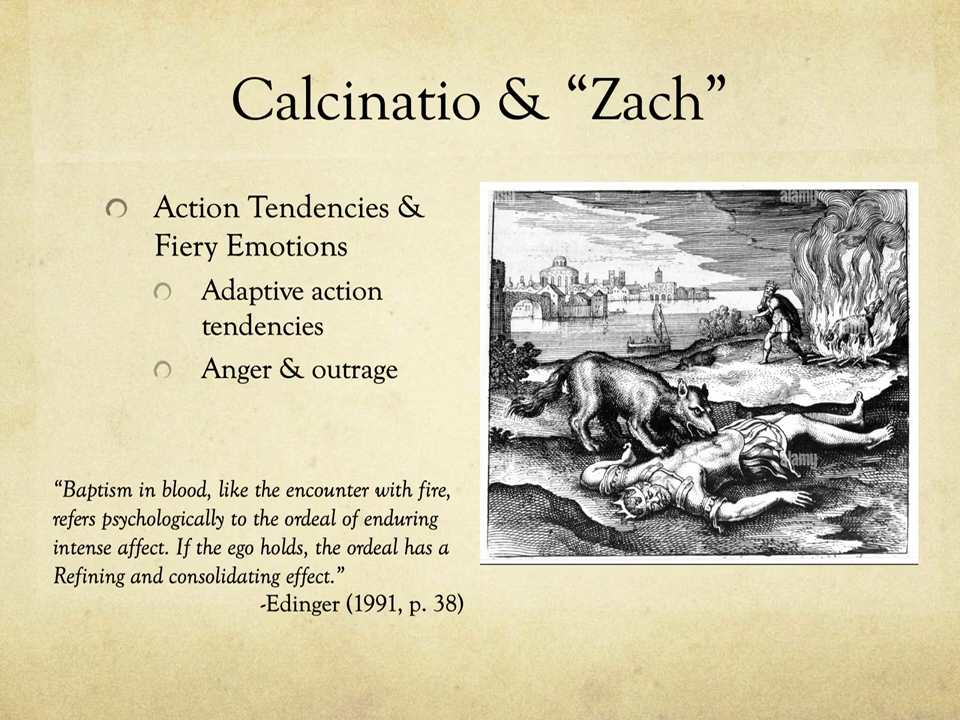 Calcinatio & “Zach”
Action Tendencies &
Fiery Emotions
Adaptive action
tendencies
Anger & outrage
“Baptism in blood, like the encounter with fire,
refers psychologically to the ordeal of enduring
intense affect. If the ego holds, the ordeal has a
Refining and consolidating effect.”
-Edinger (1991, p. 38)
alamy
alamy